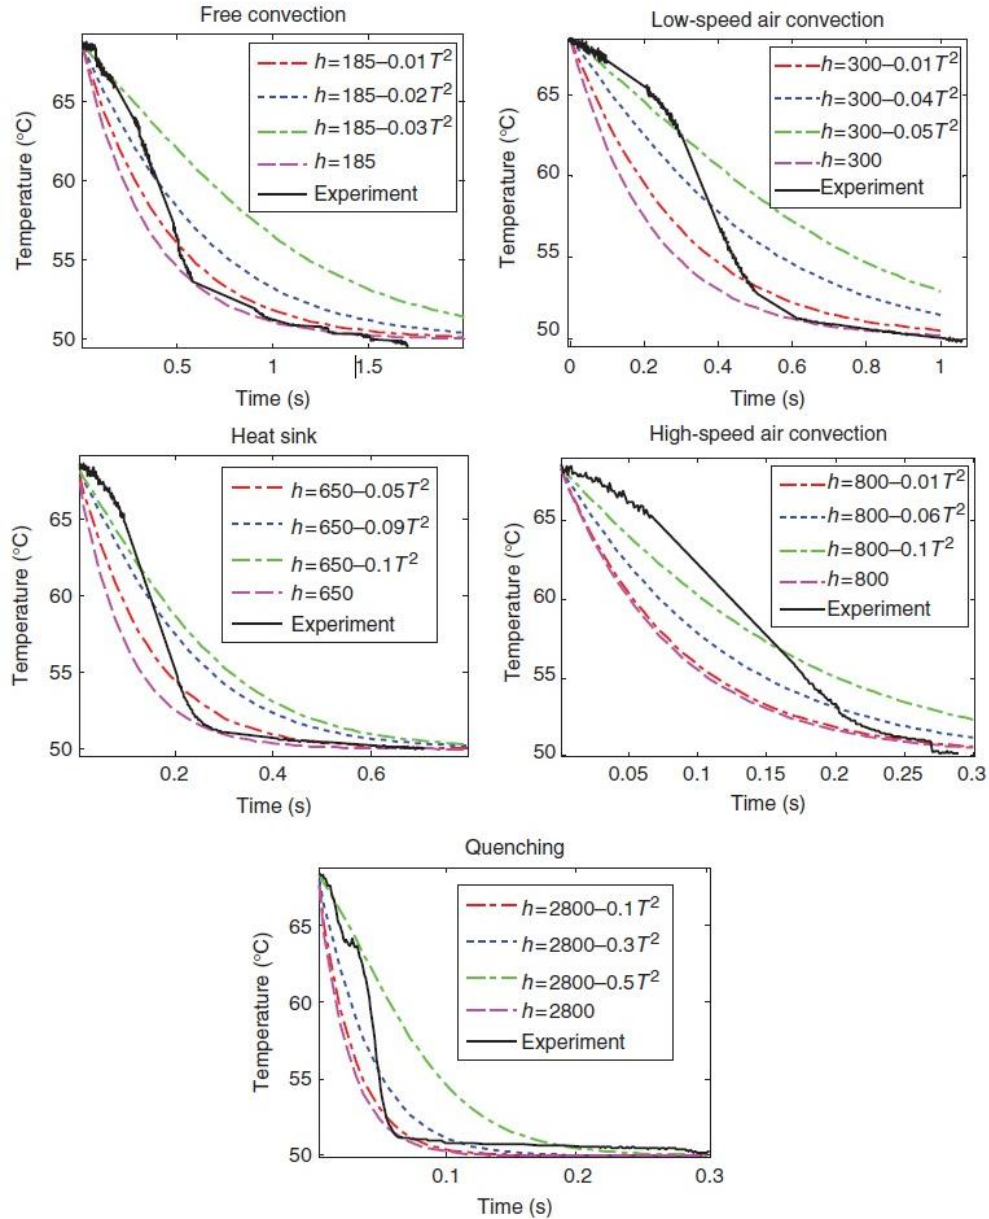 Free convection
h=185–0.01T²
h=185–0.02T²
h=185–0.03T²
h=185
Experiment
Temperature (°C)
65
60
55
50
0.5
1
1.5
Time (s)
Low-speed air convection
h=300–0.01T²
h=300–0.04T²
h=300–0.05T²
h=300
Experiment
Temperature (°C)
65
60
55
50
0
0.2
0.4
0.6
0.8
1
Time (s)
Heat sink
h=650–0.05T²
h=650–0.09T²
h=650–0.1T²
h=650
Experiment
Temperature (°C)
65
60
55
50
0.2
0.4
0.6
Time (s)
High-speed air convection
h=800–0.01T²
h=800–0.06T²
h=800–0.1T²
h=800
Experiment
Temperature (°C)
65
60
55
50
0.05
0.1
0.15
0.2
0.25
0.3
Time (s)
Quenching
h=2800–0.1T²
h=2800–0.3T²
h=2800–0.5T²
h=2800
Experiment
Temperature (°C)
65
60
55
50
0.1
0.2
0.3
Time (s)